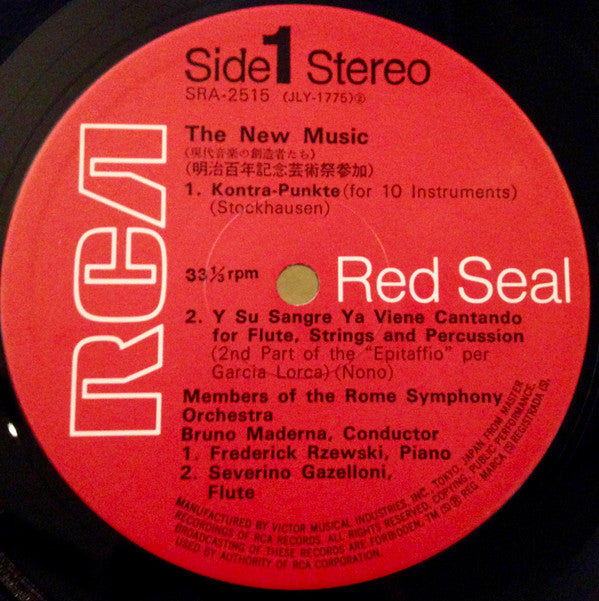 Side 1 Stereo
SRA-2515 (JLY-1775)②
The New Music
(現代音楽の創造者たち)
(明治百年記念芸術祭参加)
1. Kontra-Punkte (for 10 Instruments)
(Stockhausen)
RCA
33⅓ rpm
Red Seal
2. Y Su Sangre Ya Viene Cantando
for Flute, Strings and Percussion
(2nd Part of the "Epitaffio" per
Garcia Lorca) (Nono)
Members of the Rome Symphony
Orchestra
Bruno Maderna, Conductor
1. Frederick Rzewski, Piano
2. Severino Gazelloni,
Flute
MANUFACTURED BY VICTOR MUSICAL INDUSTRIES, INC. TOKYO, JAPAN FROM MASTER
RECORDINGS OF RCA RECORDS. ALL RIGHTS RESERVED. COPYING, PUBLIC PERFORMANCE,
BROADCASTING OF THESE RECORDS ARE FORBIDEN. TM (S) ® REG MARCA (S) REGISTRADA (S).
USED BY AUTHORITY OF RCA CORPORATION.